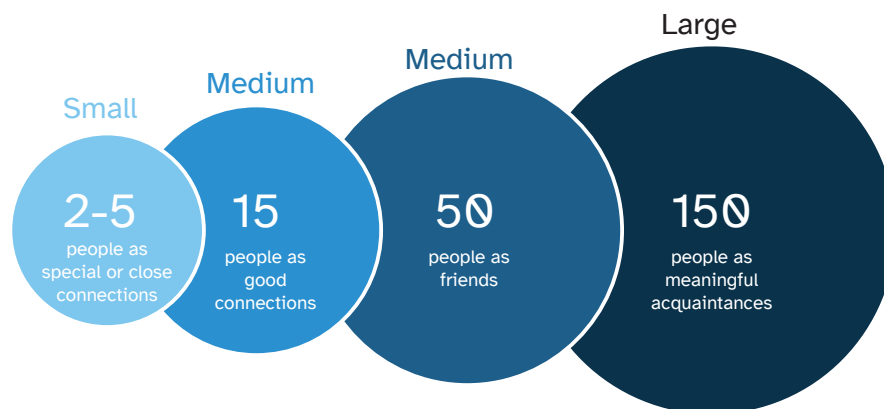 Small
2-5
people as
special or close
connections
Medium
15
people as
good
connections
Medium
50
people as
friends
Large
150
people as
meaningful
acquaintances